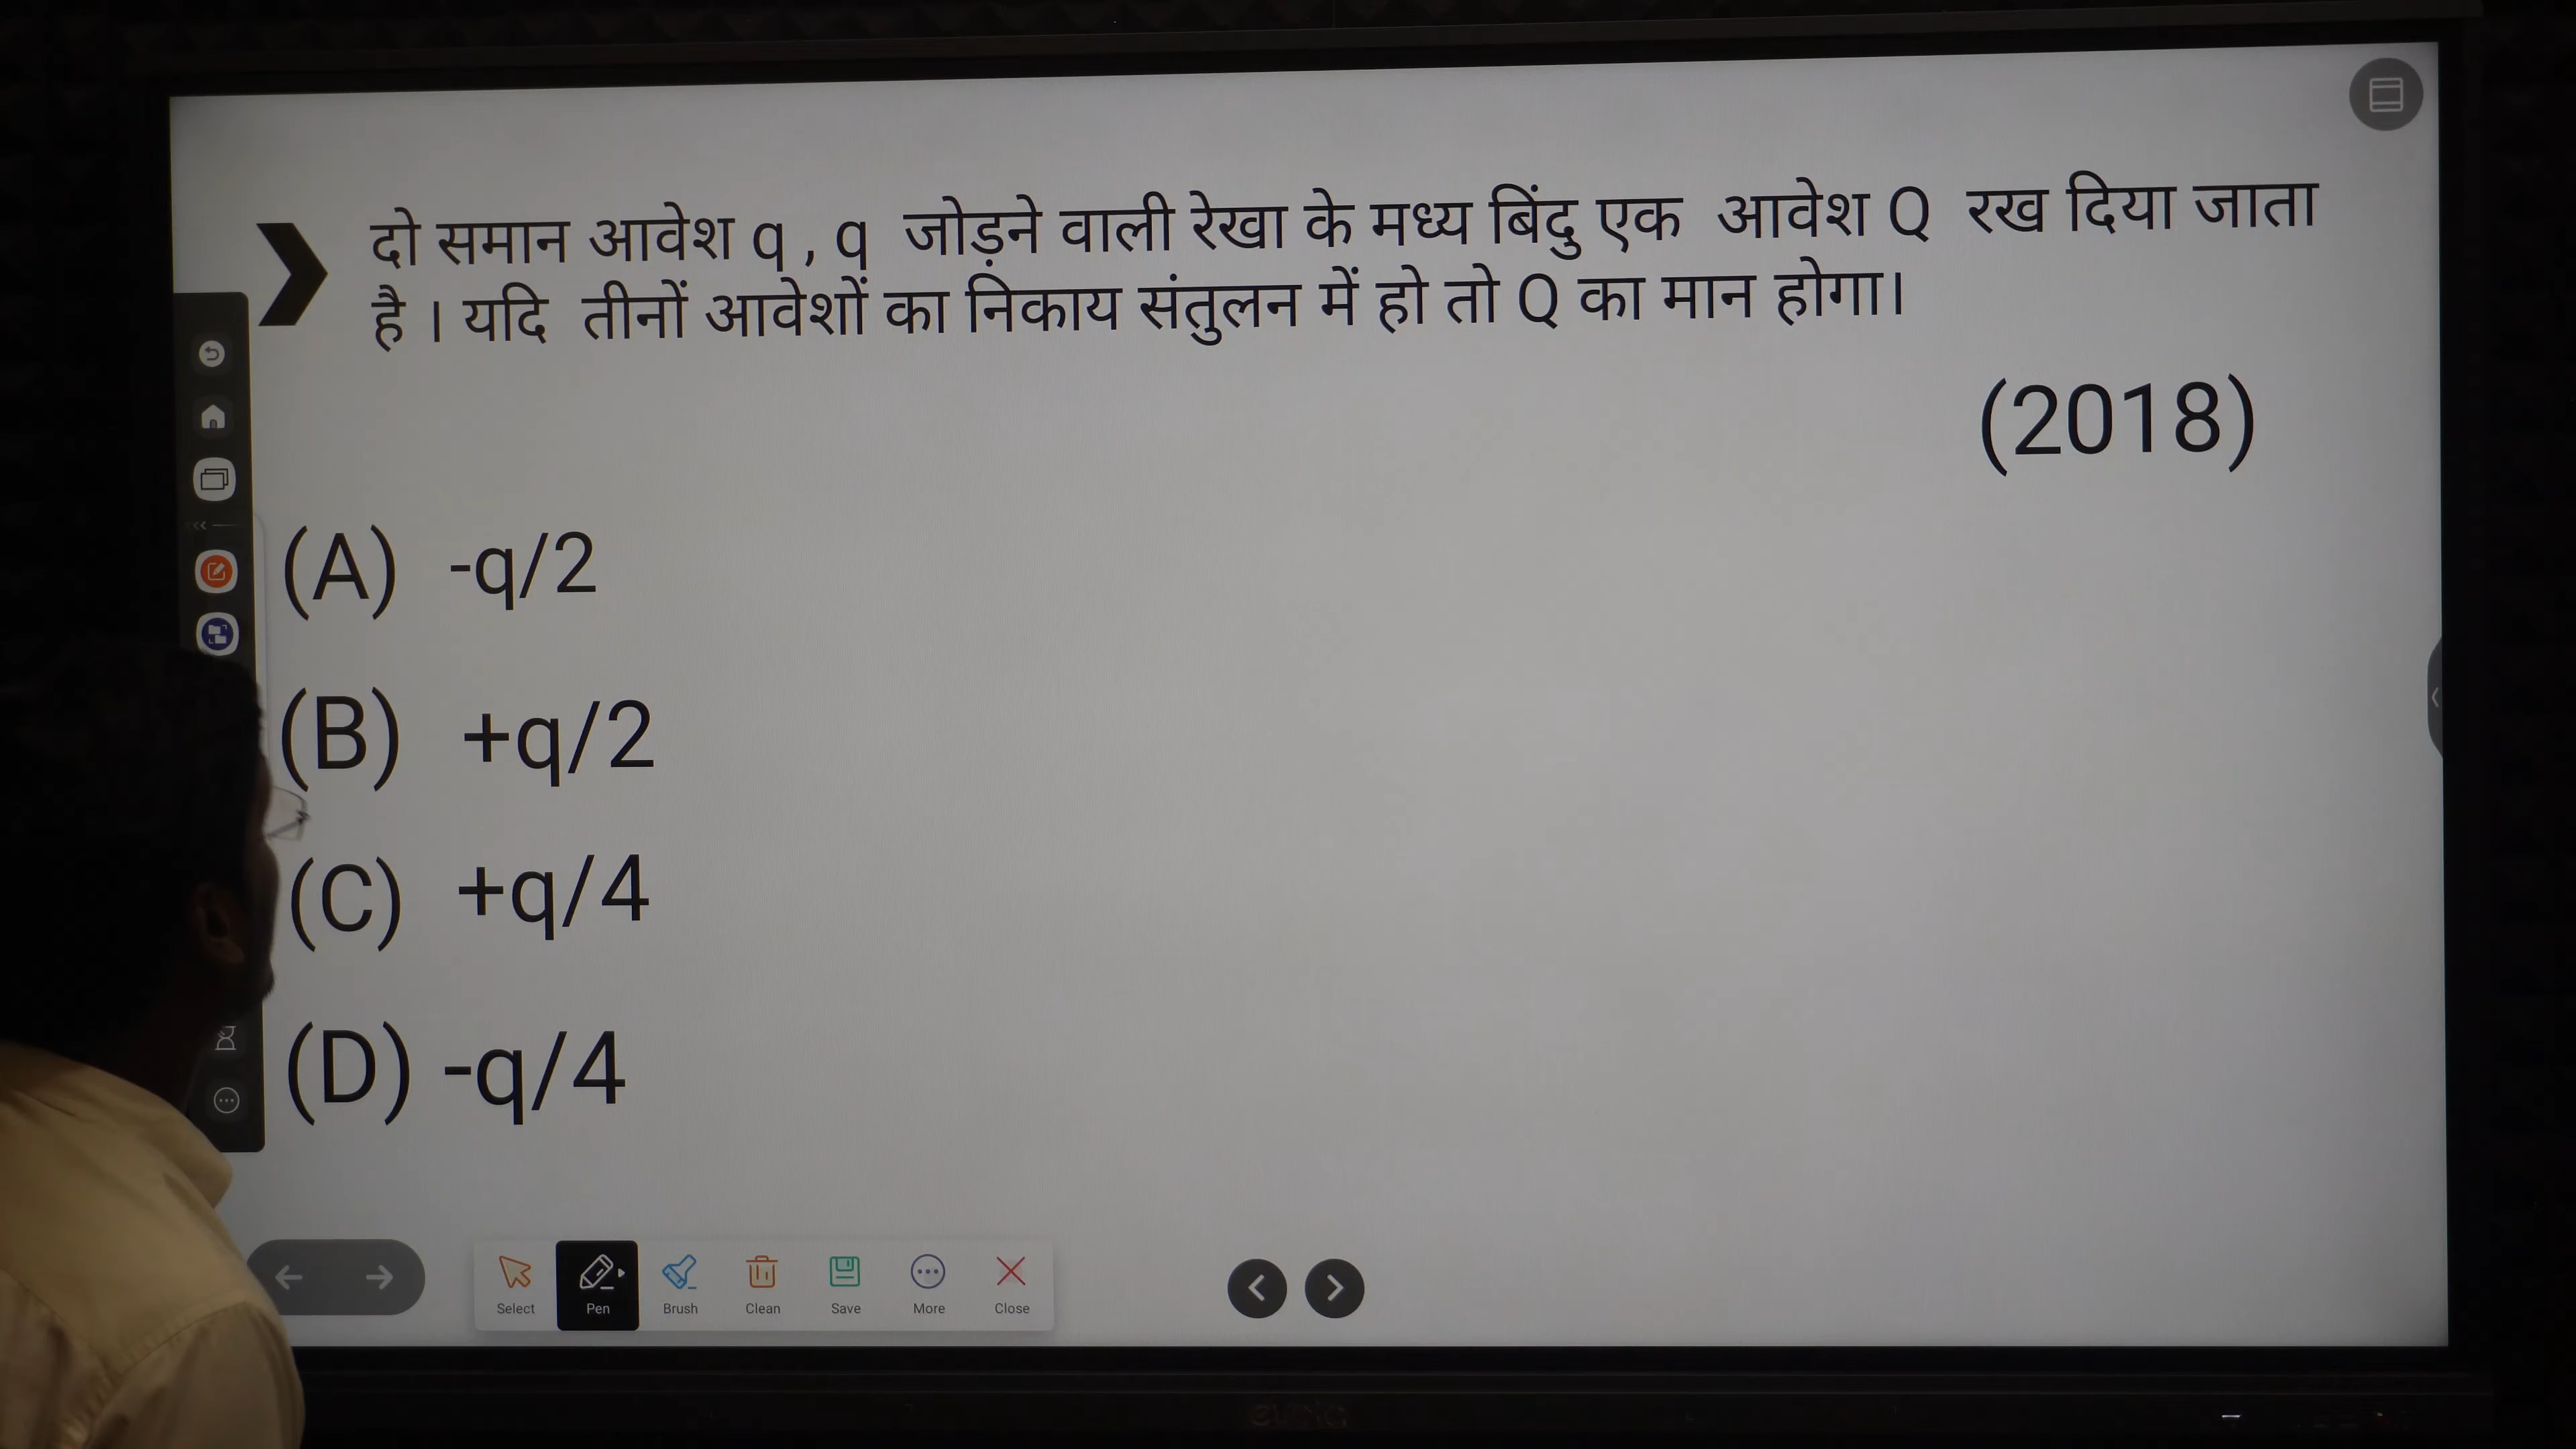 दो समान आवेश q , q जोड़ने वाली रेखा के मध्य बिंदु एक आवेश Q रख दिया जाता
है । यदि तीनों आवेशों का निकाय संतुलन में हो तो Q का मान होगा।
(2018)
(A) -q/2
(B) +q/2
(C) +q/4
(D) -q/4
Select Pen Brush Clean Save More Close